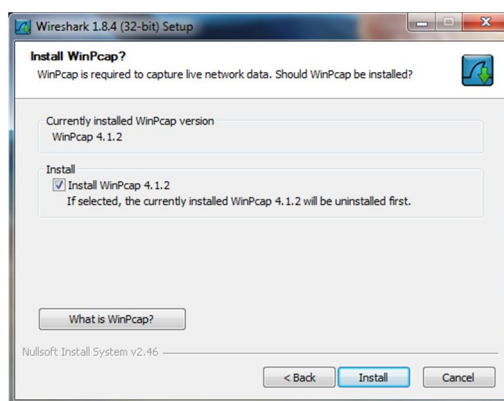 Wireshark 1.8.4 (32-bit) Setup
Install WinPcap?
WinPcap is required to capture live network data. Should WinPcap be installed?
Currently installed WinPcap version
WinPcap 4.1.2
Install
Install WinPcap 4.1.2
If selected, the currently installed WinPcap 4.1.2 will be uninstalled first.
What is WinPcap?
Nullsoft Install System v2.46
< Back Install Cancel